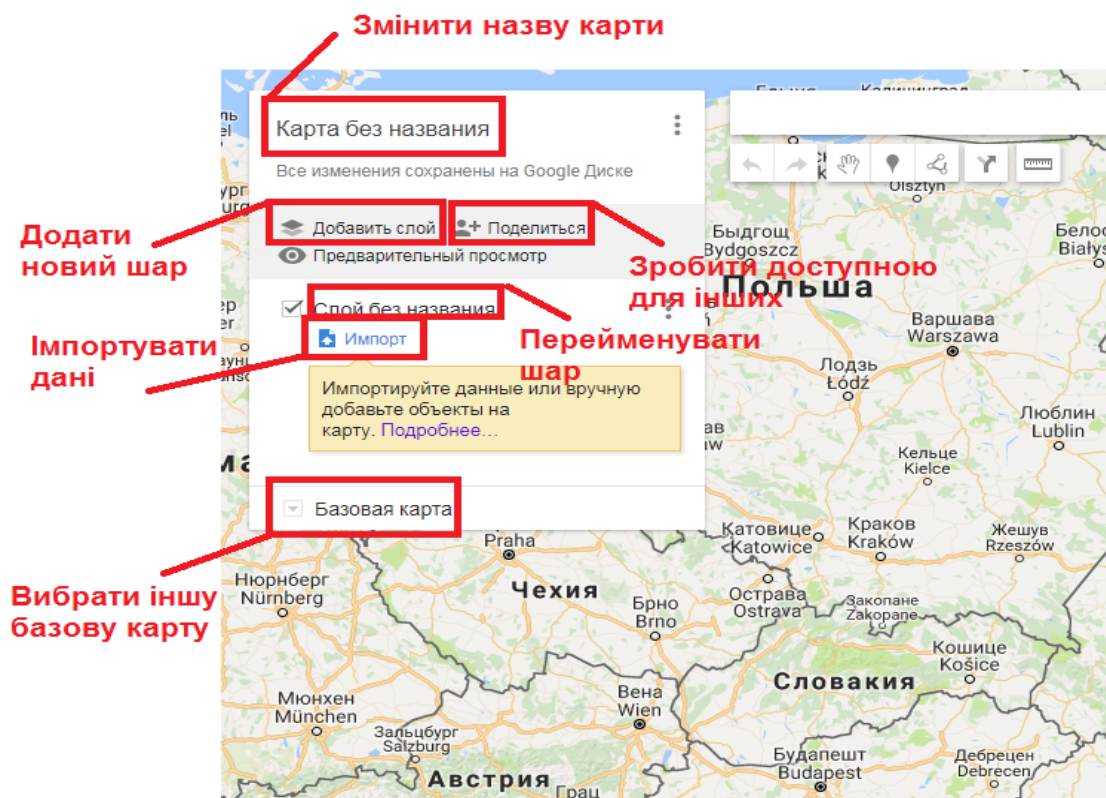 Змінити назву карти
Карта без названия
Все изменения сохранены на Google Диске
Добавить слой
Поделиться
Предварительный просмотр
Додати
новий шар
Зробити доступною
для інших
Слой без названия
Импорт
Імпортувати
дані
Перейменувати
шар
Импортируйте данные или вручную
добавьте объекты на
карту. Подробнее...
Базовая карта
Вибрати іншу
базову карту
Olsztyn
Быдгощ
Bydgoszcz
Польша
Варшава
Warszawa
Лодзь
Łódź
Люблин
Lublin
Кельце
Kielce
Катовице
Katowice
Краков
Kraków
Жешув
Rzeszów
Praha
Нюрнберг
Nürnberg
Чехия
Брно
Brno
Острава
Ostrava
Закопане
Zakopane
Кошице
Košice
Словакия
Мюнхен
München
Вена
Wien
Зальцбург
Salzburg
Будапешт
Budapest
Дебрецен
Debrecen
Австрия
Грац